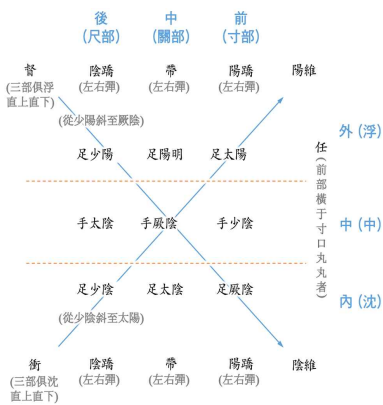 後 中 前
(尺部) (關部) (寸部)
督 陰蹻 帶 陽蹻 陽維
(三部俱浮 (左右彈) (左右彈) (左右彈)
直上直下)
(從少陽斜至厥陰)
外 (浮)
足少陽 足陽明 足太陽
任(前部橫于寸口丸丸者)
手太陰 手厥陰 手少陰
中 (中)
足少陰 足太陰 足厥陰
內 (沈)
(從少陰斜至太陽)
衝 陰蹻 帶 陽蹻 陰維
(三部俱沈 (左右彈) (左右彈) (左右彈)
直上直下)